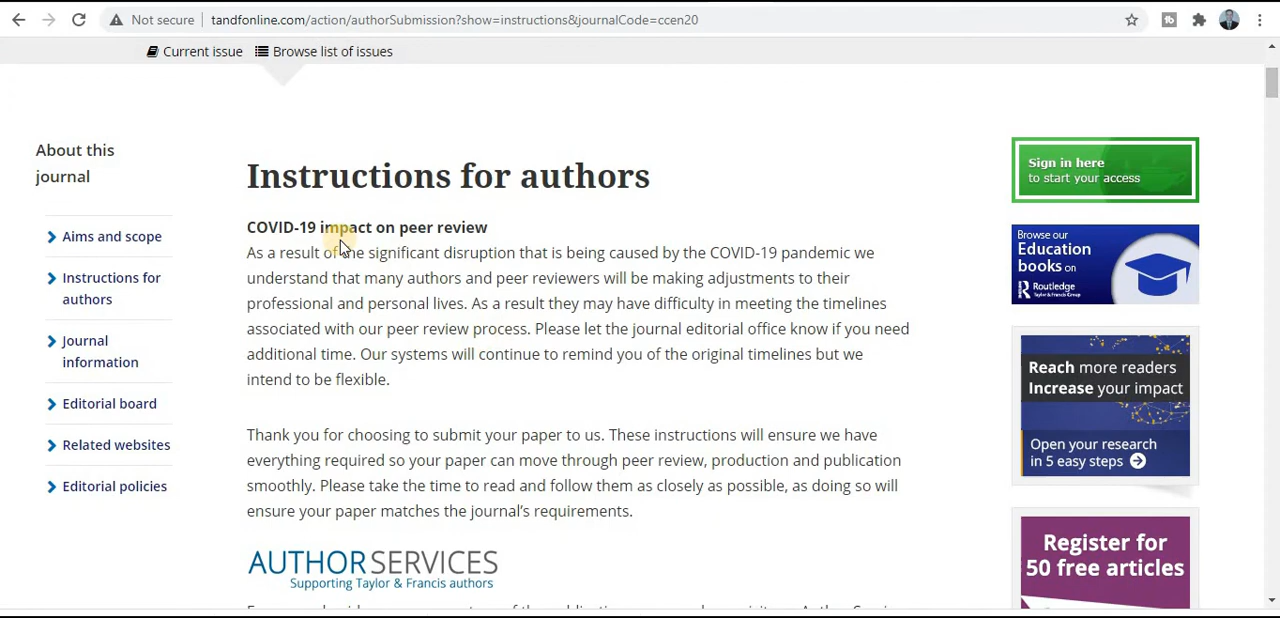 Not secure
tandfonline.com/action/authorSubmission?show=instructions&journalCode=ccen20
Current issue
Browse list of issues
About this
journal
Aims and scope
Instructions for
authors
Journal
information
Editorial board
Related websites
Editorial policies
Instructions for authors
COVID-19 impact on peer review
As a result of the significant disruption that is being caused by the COVID-19 pandemic we
understand that many authors and peer reviewers will be making adjustments to their
professional and personal lives. As a result they may have difficulty in meeting the timelines
associated with our peer review process. Please let the journal editorial office know if you need
additional time. Our systems will continue to remind you of the original timelines but we
intend to be flexible.
Thank you for choosing to submit your paper to us. These instructions will ensure we have
everything required so your paper can move through peer review, production and publication
smoothly. Please take the time to read and follow them as closely as possible, as doing so will
ensure your paper matches the journal's requirements.
AUTHOR SERVICES
Supporting Taylor & Francis authors
Sign in here
to start your access
Browse our
Education
books on
Routledge
Taylor & Francis Group
Reach more readers
Increase your impact
Open your research
in 5 easy steps
Register for
50 free articles